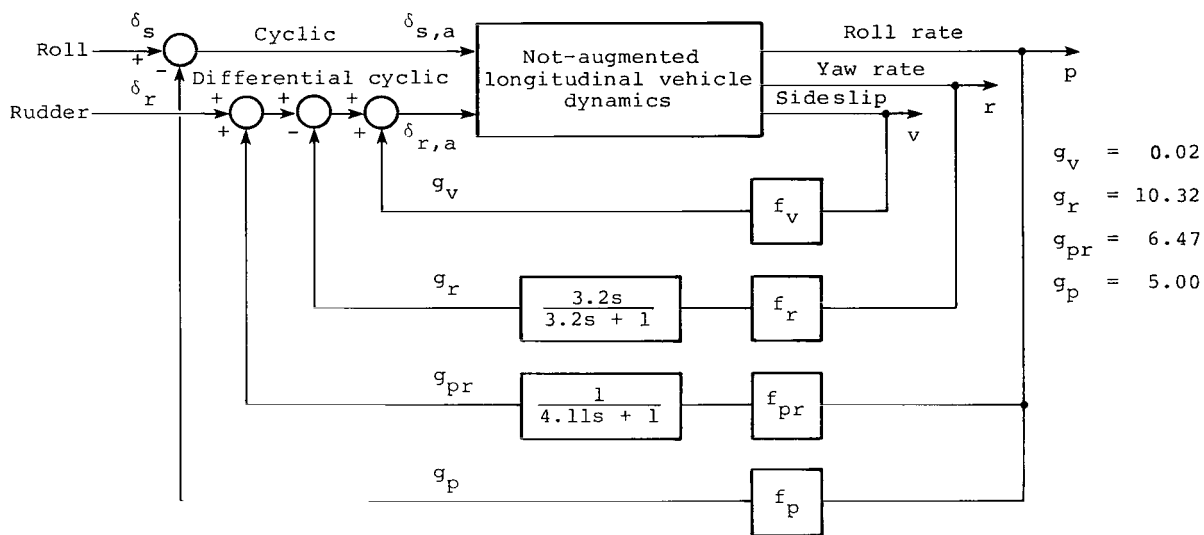 δs
Cyclic
δs,a
Roll
+
-
Differential cyclic
δr
Rudder
+
+
+
-
+
+
δr,a
Not-augmented
longitudinal vehicle
dynamics
Roll rate
p
Yaw rate
r
Sideslip
v
gv
fv
gr
3.2s
3.2s + 1
fr
gpr
1
4.11s + 1
fpr
gp
fp
gv = 0.02
gr = 10.32
gpr = 6.47
gp = 5.00